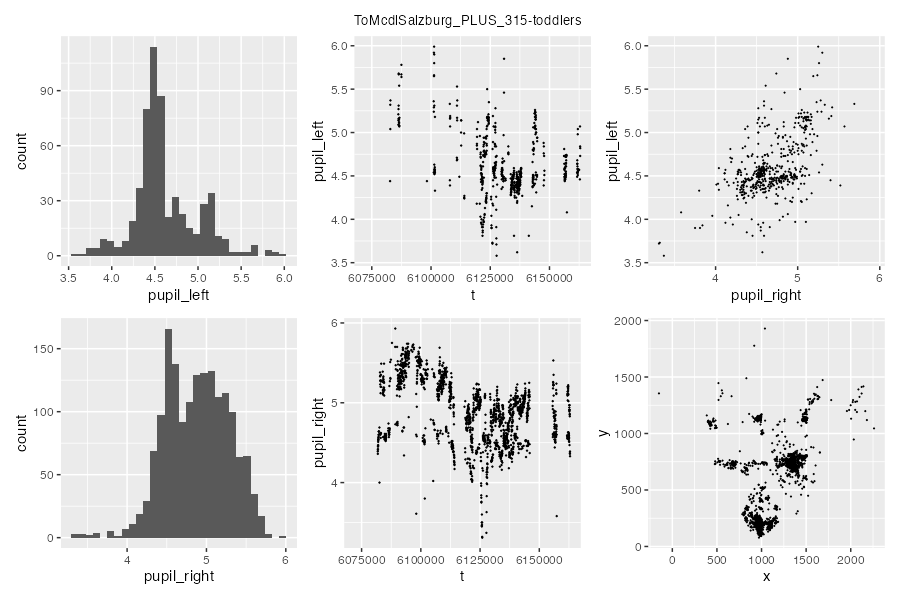 ToMcdlSalzburg_PLUS_315-toddlers
count
90
60
30
0
3.5 4.0 4.5 5.0 5.5 6.0
pupil_left
pupil_left
6.0
5.5
5.0
4.5
4.0
3.5
6075000 6100000 6125000 6150000
t
pupil_left
6.0
5.5
5.0
4.5
4.0
3.5
4 5 6
pupil_right
count
150
100
50
0
4 5 6
pupil_right
pupil_right
6
5
4
6075000 6100000 6125000 6150000
t
y
2000
1500
1000
500
0
0 500 1000 1500 2000
x